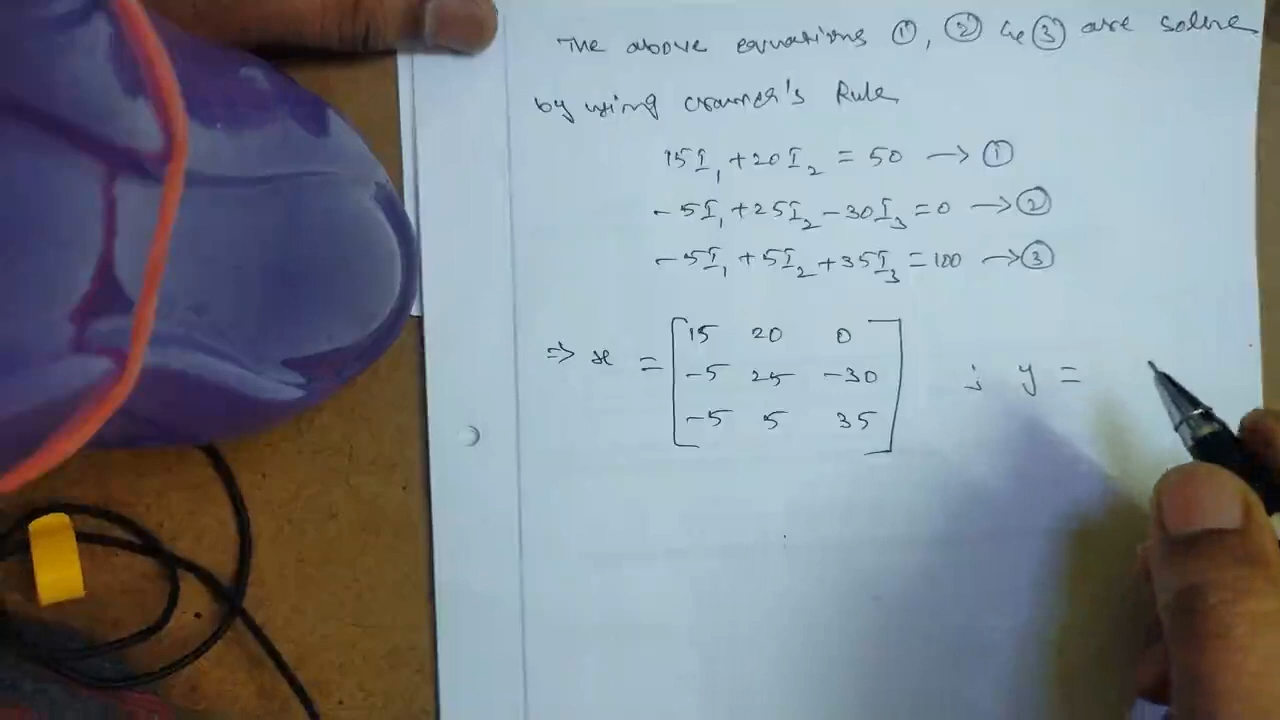 The above equations ①, ② & ③ are solve
by using cramer's Rule
15I₁ + 20I₂ = 50 → ①
-5I₁ + 25I₂ - 30I₃ = 0 → ②
-5I₁ + 5I₂ + 35I₃ = 100 → ③
⇒ x = [15 20 0 ; y =
-5 25 -30
-5 5 35]